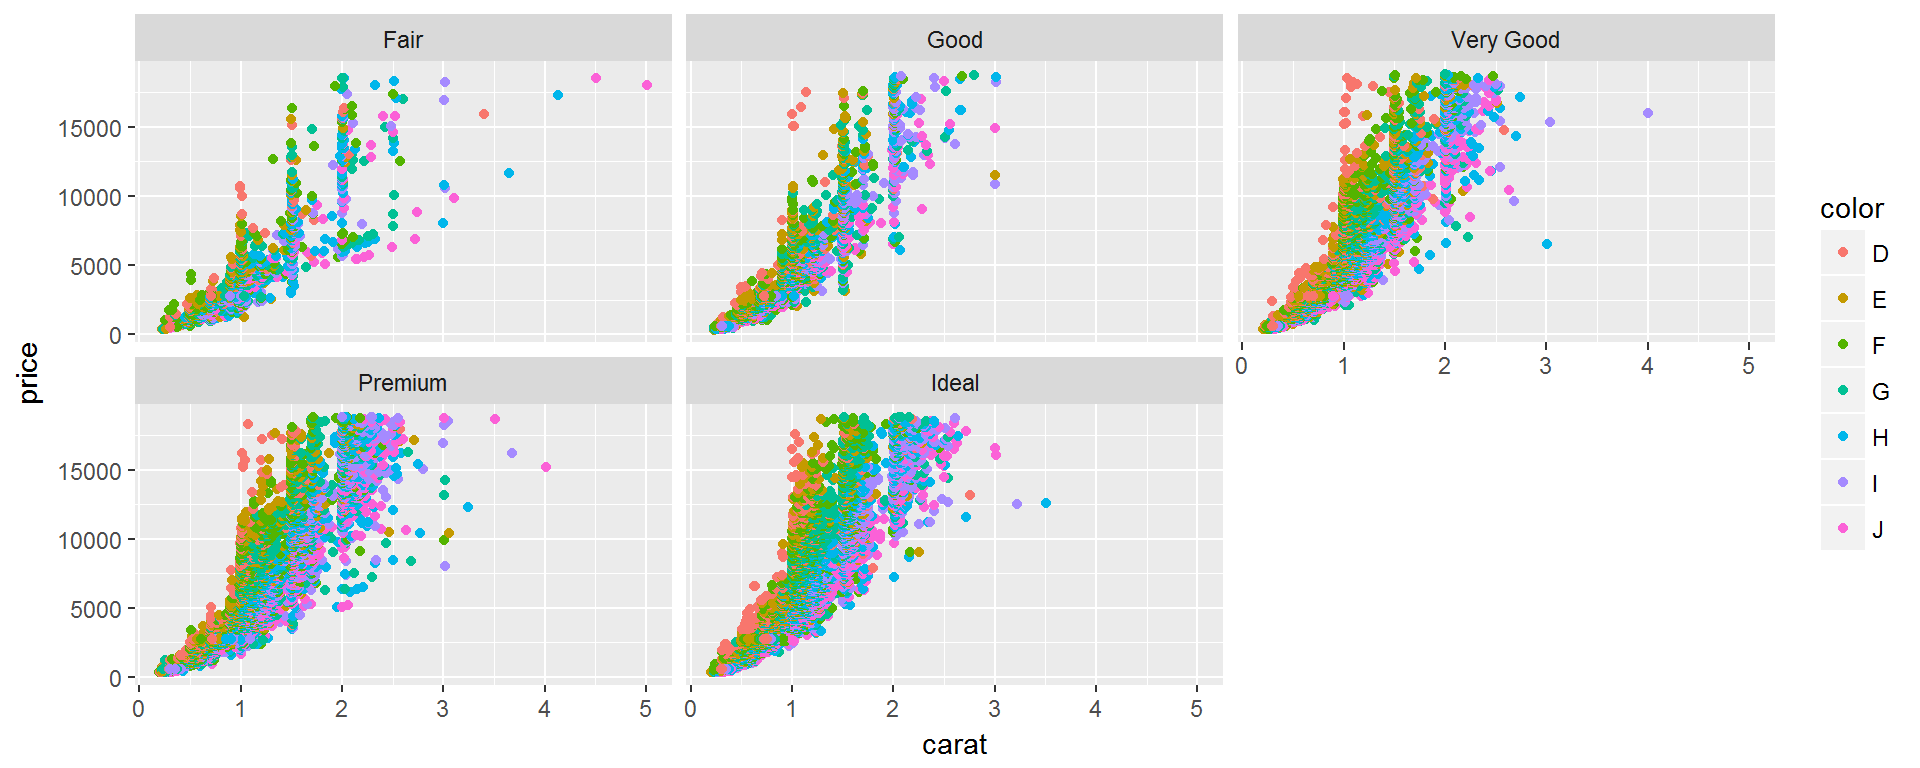 Fair
Good
Very Good
15000
10000
5000
0
0 1 2 3 4 5
Premium
Ideal
15000
10000
5000
0
0 1 2 3 4 5
0 1 2 3 4 5
price
carat
color
D
E
F
G
H
I
J